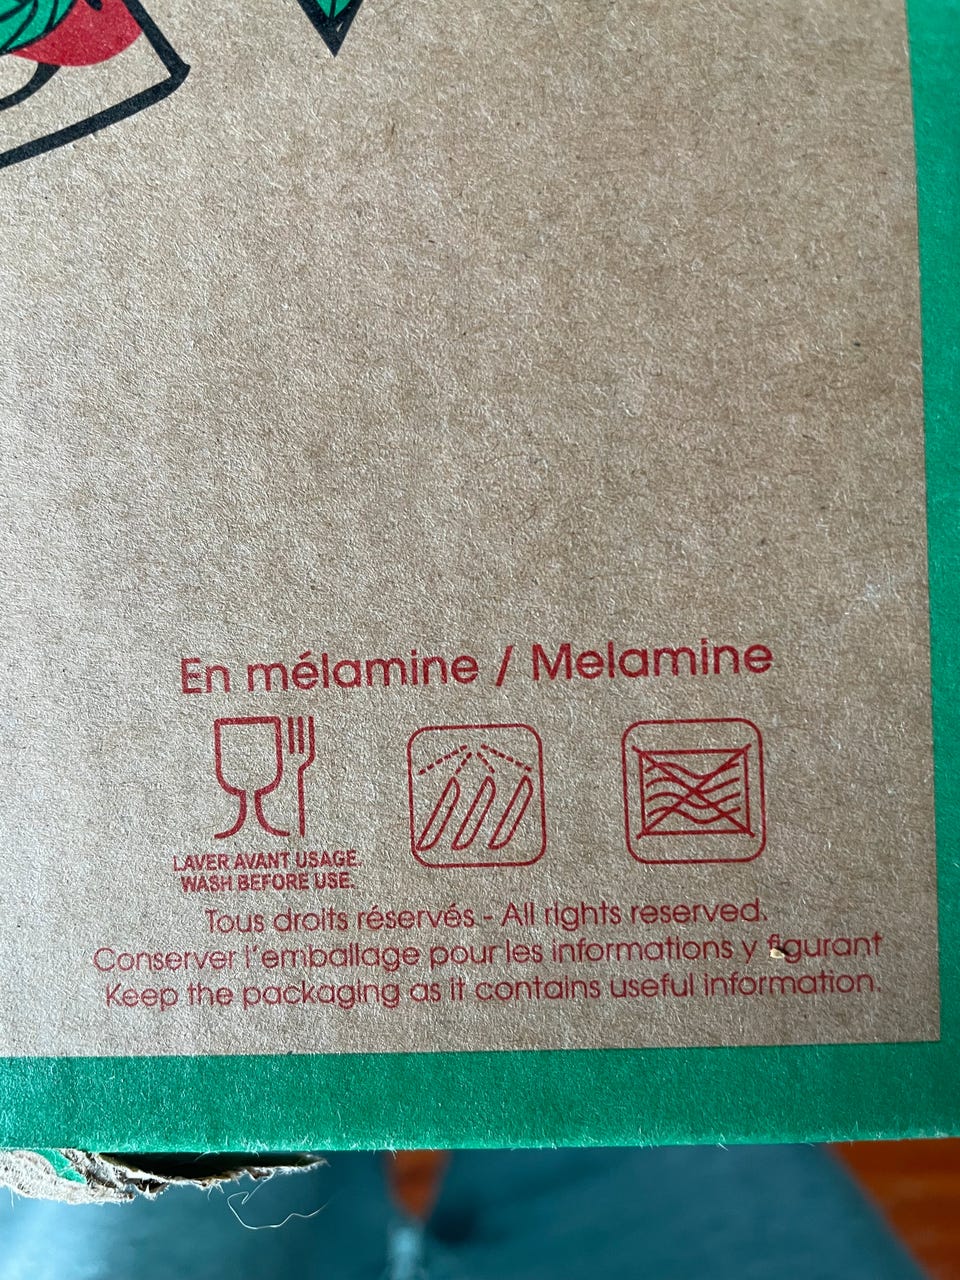 En mélamine / Melamine
LAVER AVANT USAGE.
WASH BEFORE USE.
Tous droits réservés - All rights reserved.
Conserver l'emballage pour les informations y figurant
Keep the packaging as it contains useful information.